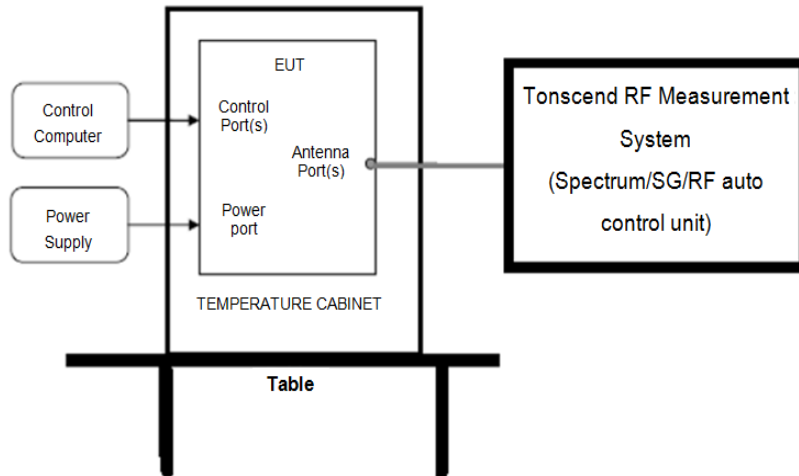 EUT
Control
Computer
Control
Port(s)
Antenna
Port(s)
Power
Supply
Power
port
TEMPERATURE CABINET
Table
Tonscend RF Measurement
System
(Spectrum/SG/RF auto
control unit)